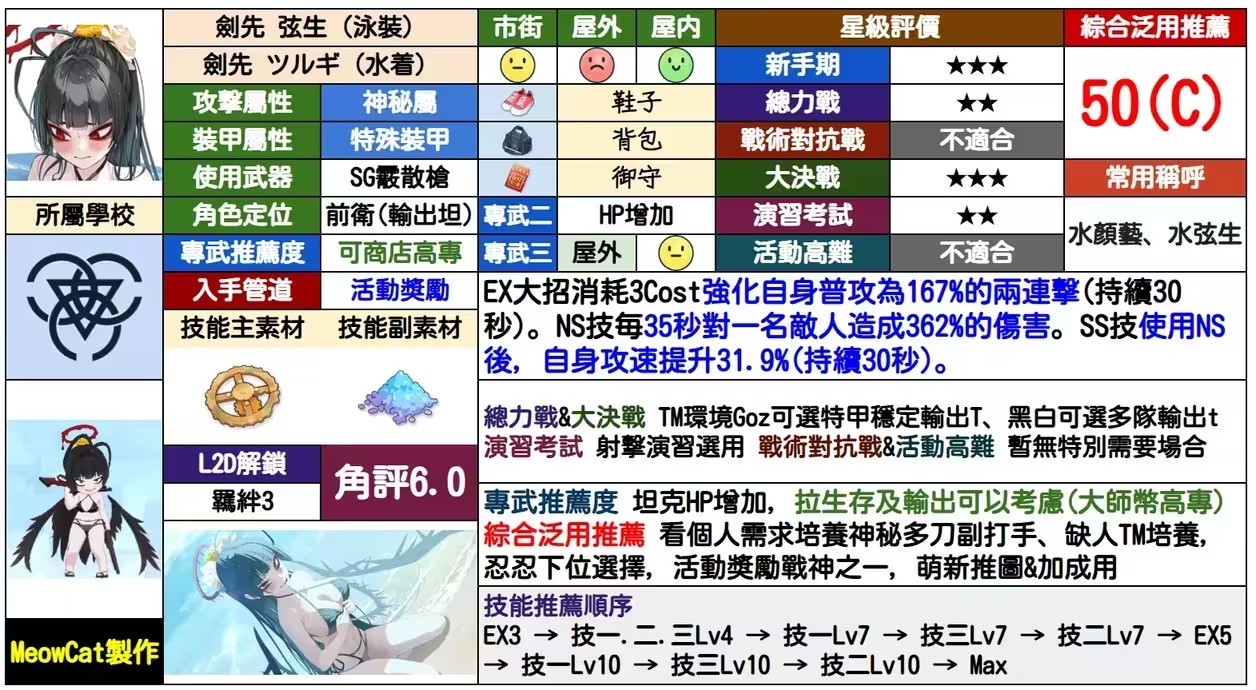 劍先 弦生 (泳裝)
劍先 ツルギ (水着)
攻擊屬性 神秘屬
裝甲屬性 特殊裝甲
使用武器 SG霰散槍
角色定位 前衛(輸出坦)
專武推薦度 可商店高專
入手管道 活動獎勵
技能主素材 技能副素材
L2D解鎖
羈絆3
角評6.0
所屬學校
MeowCat製作
市街 屋外 屋内
鞋子
背包
御守
專武二 HP增加
專武三 屋外
星級評價
新手期 ★★★
總力戰 ★★
戰術對抗戰 不適合
大決戰 ★★★
演習考試 ★★
活動高難 不適合
綜合泛用推薦
50(C)
常用稱呼
水顏藝、水弦生
EX大招消耗3Cost強化自身普攻為167%的兩連擊(持續30
秒)。NS技每35秒對一名敵人造成362%的傷害。SS技使用NS
後, 自身攻速提升31.9%(持續30秒)。
總力戰&大決戰 TM環境Goz可選特甲穩定輸出T、黑白可選多隊輸出t
演習考試 射擊演習選用 戰術對抗戰&活動高難 暫無特別需要場合
專武推薦度 坦克HP增加, 拉生存及輸出可以考慮(大師幣高專)
綜合泛用推薦 看個人需求培養神秘多刀副打手、缺人TM培養,
忍忍下位選擇, 活動獎勵戰神之一, 萌新推圖&加成用
技能推薦順序
EX3 → 技一.二.三Lv4 → 技一Lv7 → 技三Lv7 → 技二Lv7 → EX5
→ 技一Lv10 → 技三Lv10 → 技二Lv10 → Max